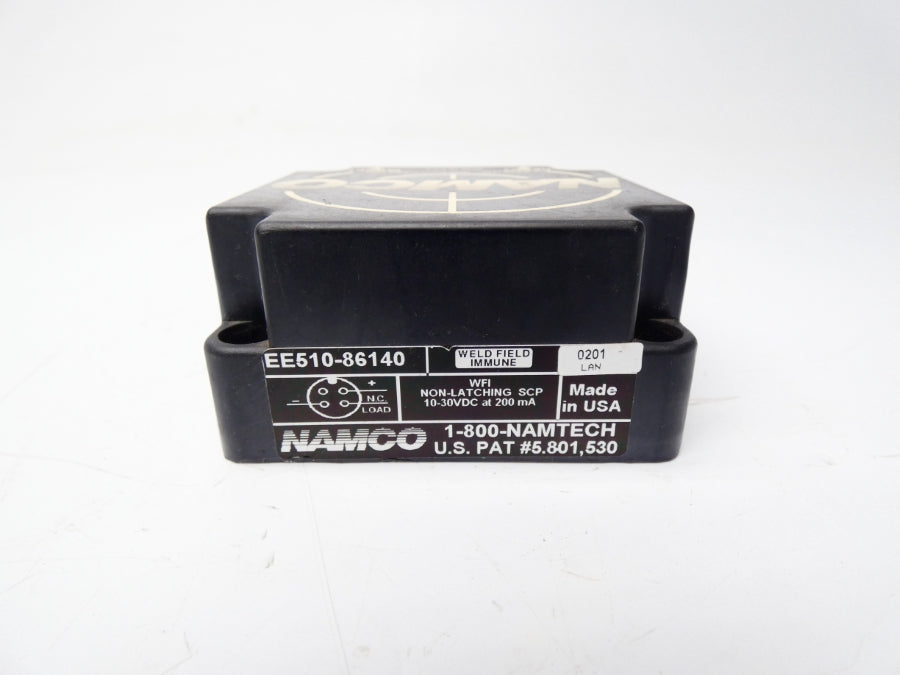 NAMCO
EE510-86140
WELD FIELD
IMMUNE
0201
LAN
+
-
N.C.
LOAD
WFI
NON-LATCHING SCP
10-30VDC at 200 mA
Made
in USA
NAMCO
1-800-NAMTECH
U.S. PAT #5.801,530